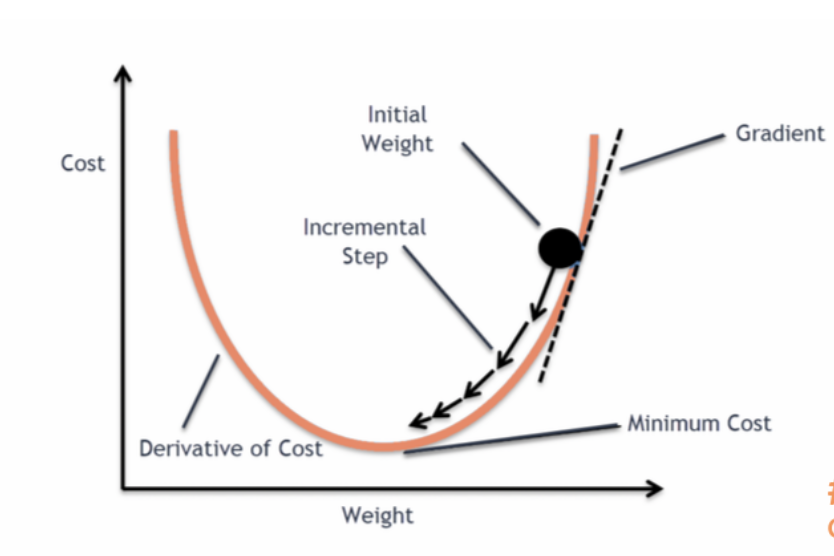 Initial
Weight
Gradient
Cost
Incremental
Step
Minimum Cost
Derivative of Cost
Weight